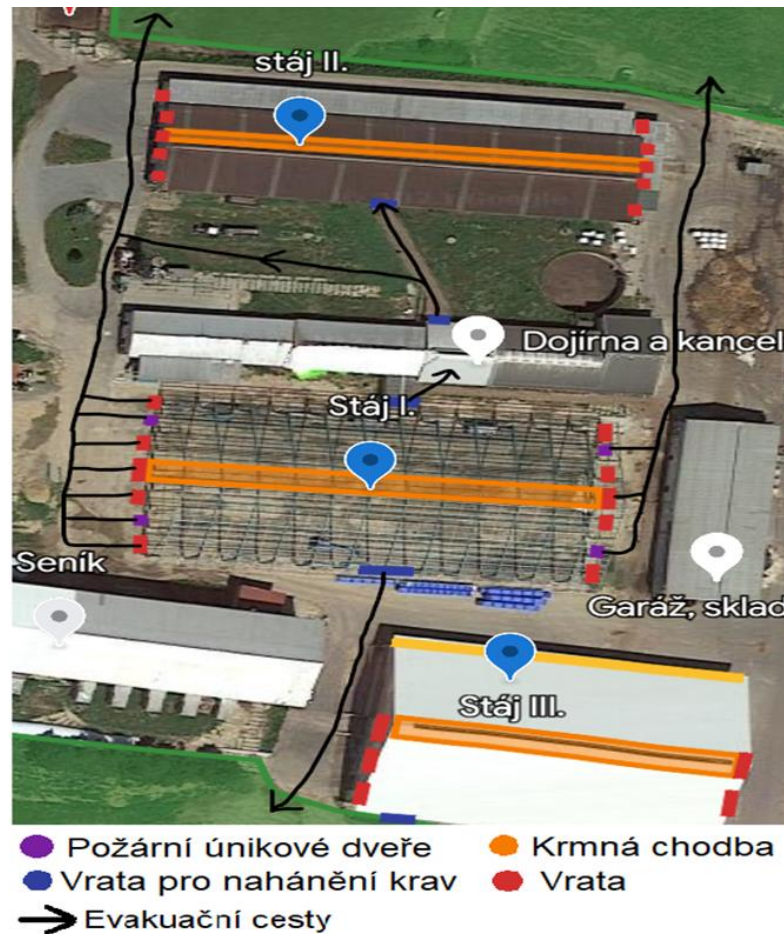 stáj II.
Dojírna a kancel
Stáj I.
Seník
Garáž, sklad
Stáj III.
Požární únikové dveře
Krmná chodba
Vrata pro nahánění krav
Vrata
Evakuační cesty